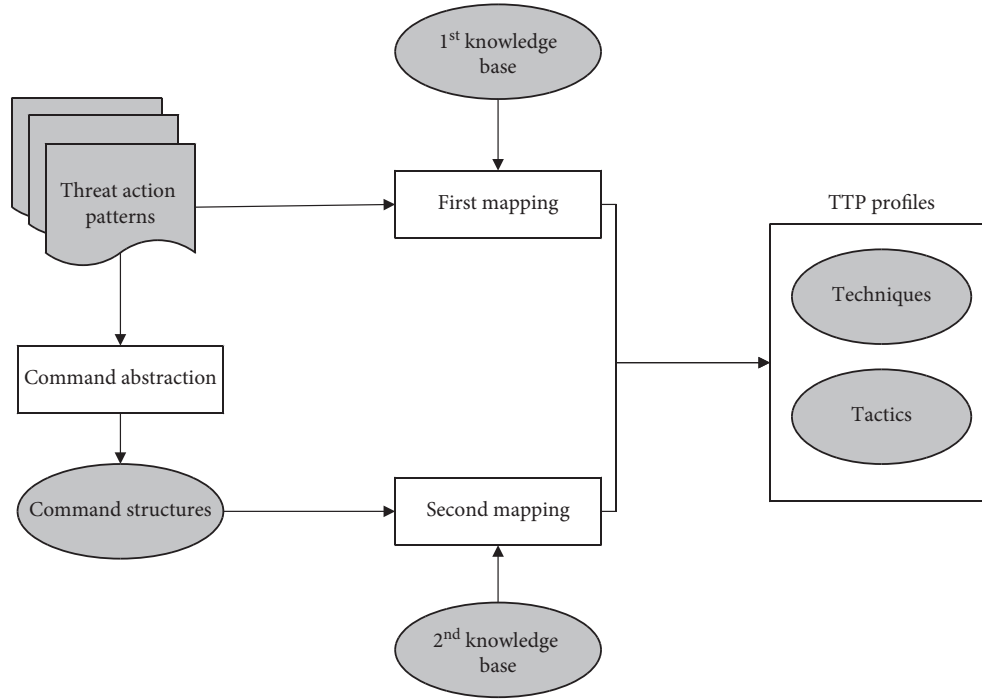 1st knowledge
base
Threat action
patterns
First mapping
TTP profiles
Techniques
Command abstraction
Tactics
Command structures
Second mapping
2nd knowledge
base